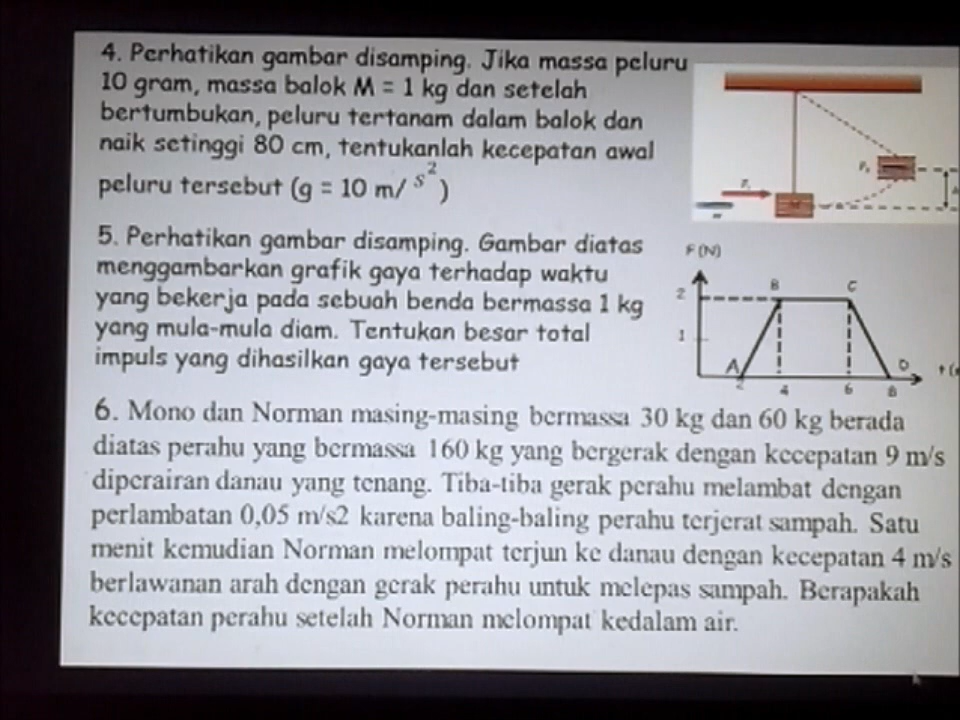 4. Perhatikan gambar disamping. Jika massa peluru
10 gram, massa balok M = 1 kg dan setelah
bertumbukan, peluru tertanam dalam balok dan
naik setinggi 80 cm, tentukanlah kecepatan awal
peluru tersebut (g = 10 m/ s²)
5. Perhatikan gambar disamping. Gambar diatas
menggambarkan grafik gaya terhadap waktu
yang bekerja pada sebuah benda bermassa 1 kg
yang mula-mula diam. Tentukan besar total
impuls yang dihasilkan gaya tersebut
F (N)
B C
2
1
A D
2 4 6 8
6. Mono dan Norman masing-masing bermassa 30 kg dan 60 kg berada
diatas perahu yang bermassa 160 kg yang bergerak dengan kecepatan 9 m/s
diperairan danau yang tenang. Tiba-tiba gerak perahu melambat dengan
perlambatan 0,05 m/s2 karena baling-baling perahu terjerat sampah. Satu
menit kemudian Norman melompat terjun ke danau dengan kecepatan 4 m/s
berlawanan arah dengan gerak perahu untuk melepas sampah. Berapakah
kecepatan perahu setelah Norman melompat kedalam air.